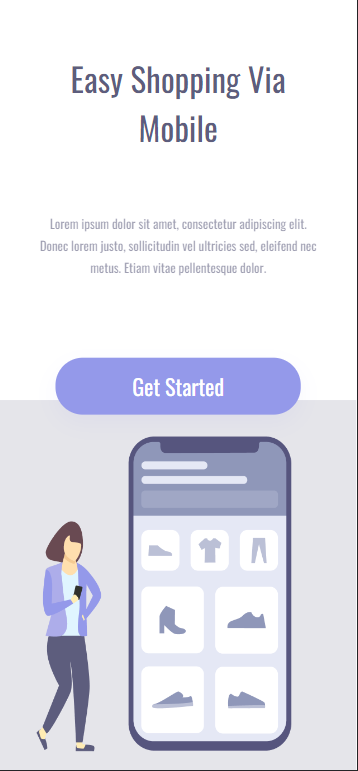 Easy Shopping Via
Mobile
Lorem ipsum dolor sit amet, consectetur adipiscing elit.
Donec lorem justo, sollicitudin vel ultricies sed, eleifend nec
metus. Etiam vitae pellentesque dolor.
Get Started